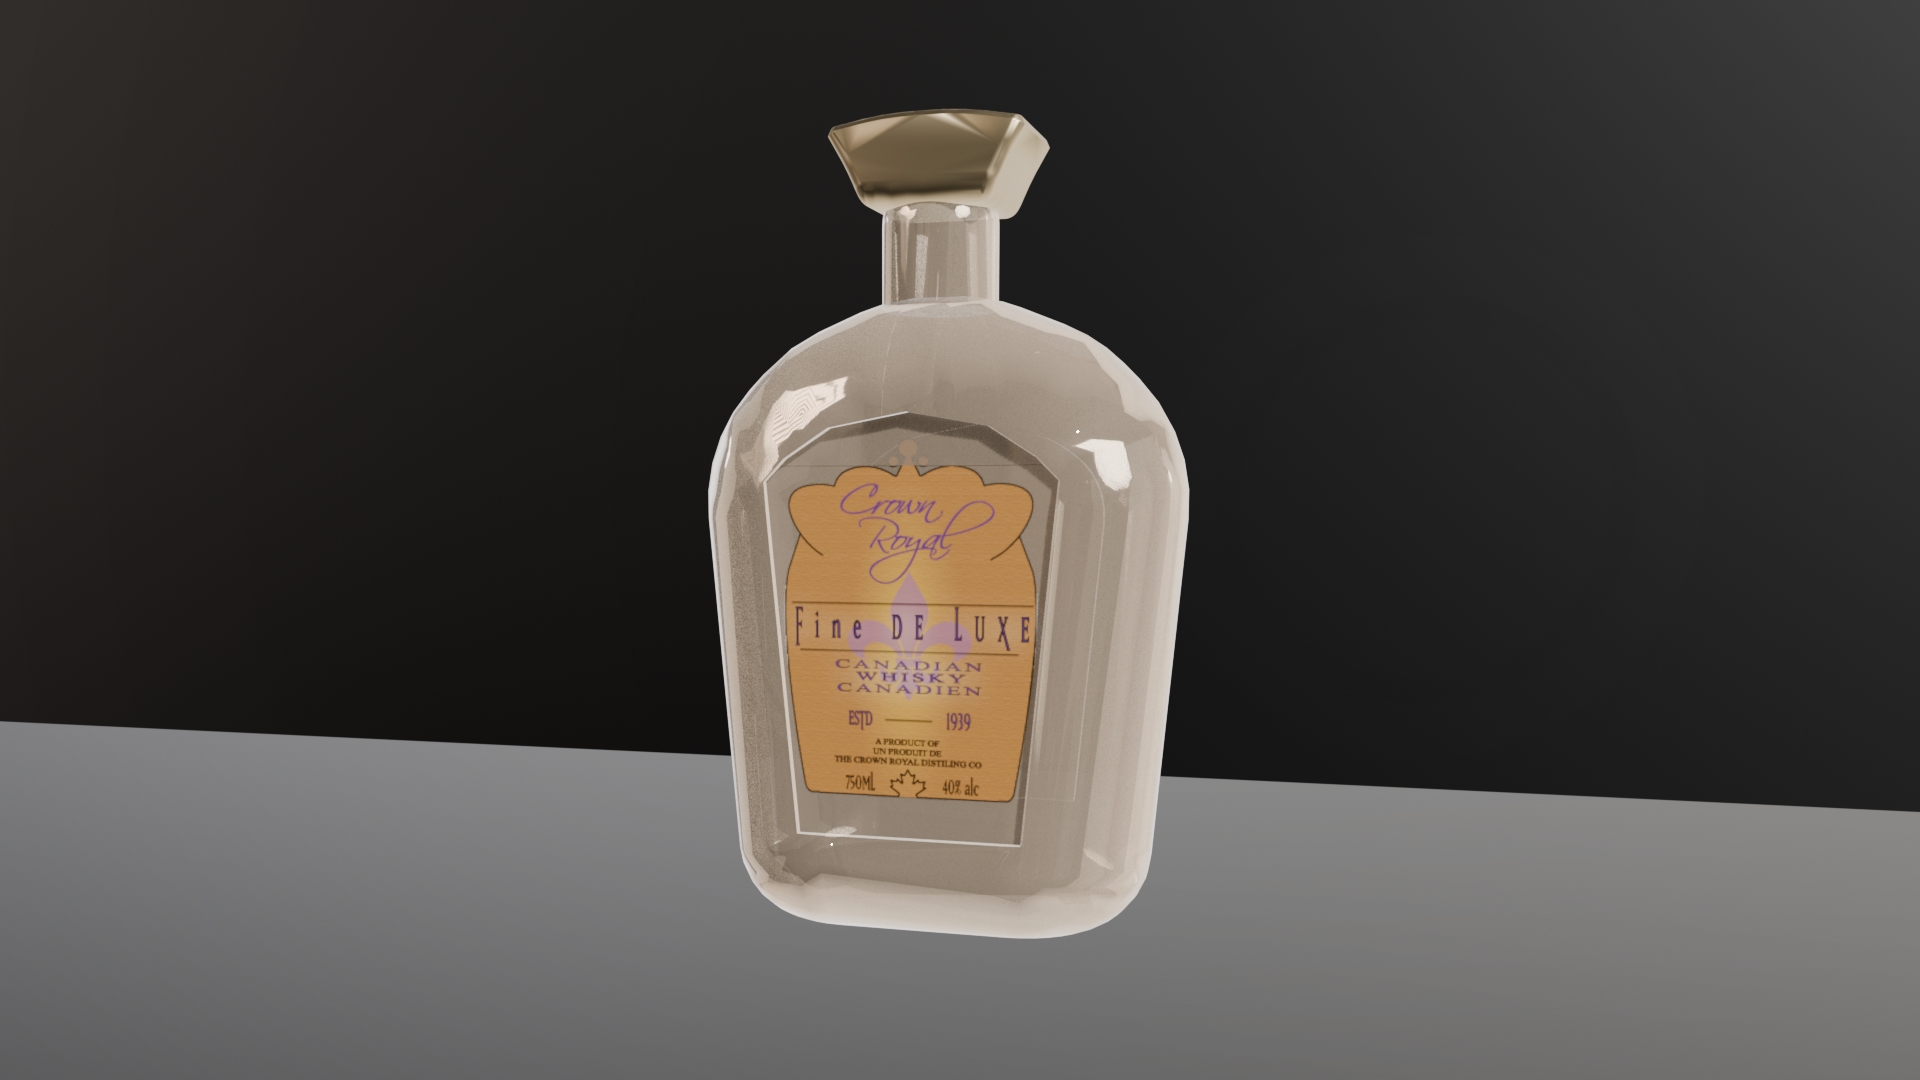 Crown
Royal
Fine DE LUXE
CANADIAN
WHISKY
CANADIEN
ESTD 1939
A PRODUCT OF
UN PRODUIT DE
THE CROWN ROYAL DISTILING CO
750ML 40% alc